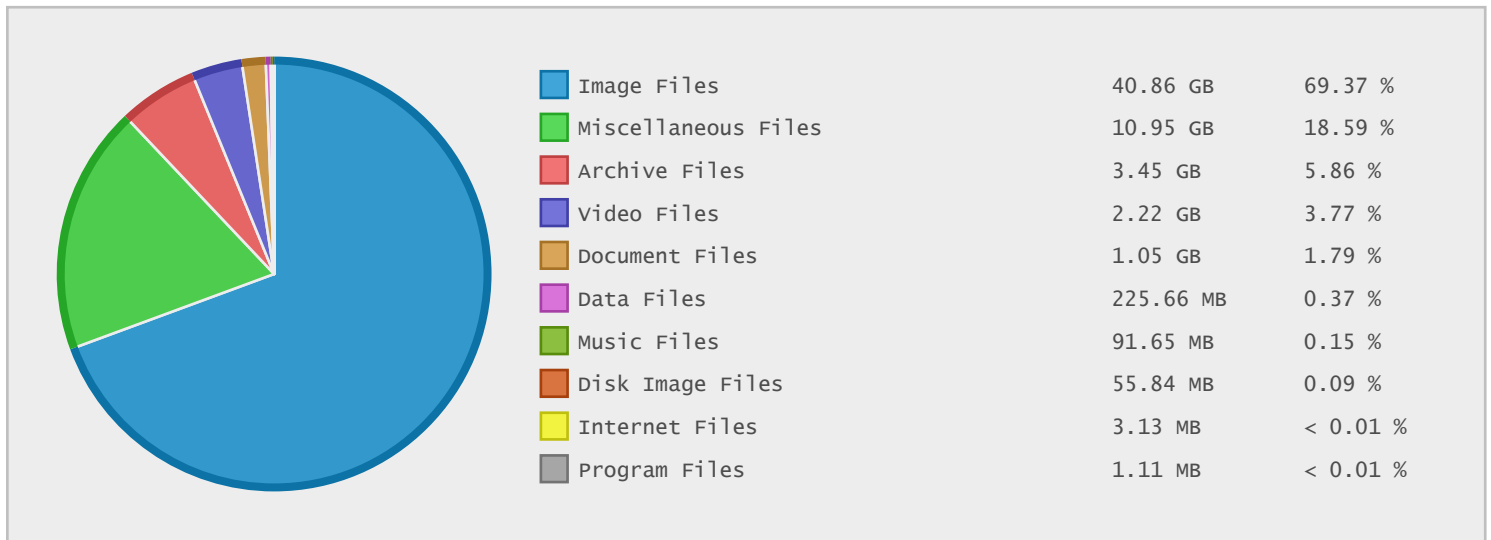 Image Files 40.86 GB 69.37 %
Miscellaneous Files 10.95 GB 18.59 %
Archive Files 3.45 GB 5.86 %
Video Files 2.22 GB 3.77 %
Document Files 1.05 GB 1.79 %
Data Files 225.66 MB 0.37 %
Music Files 91.65 MB 0.15 %
Disk Image Files 55.84 MB 0.09 %
Internet Files 3.13 MB < 0.01 %
Program Files 1.11 MB < 0.01 %